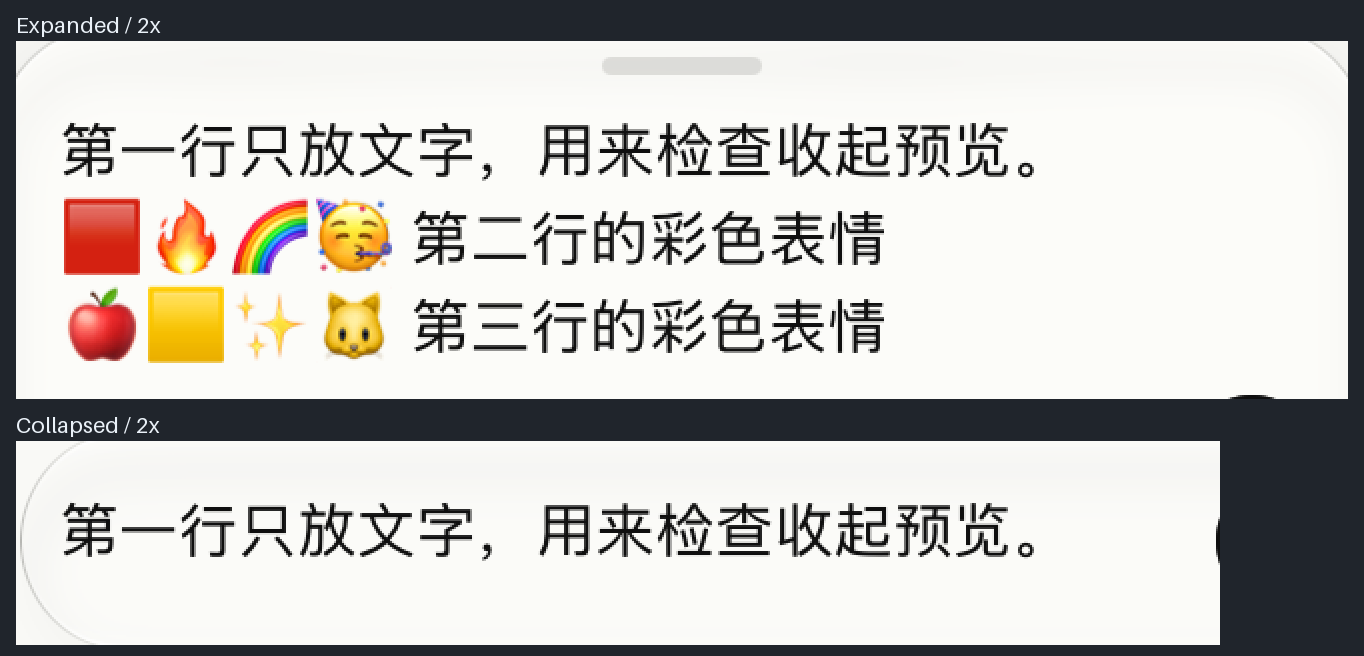 Expanded / 2x
第一行只放文字，用来检查收起预览。
🟥🔥🌈🥳 第二行的彩色表情
🍎🟨✨🐱 第三行的彩色表情
Collapsed / 2x
第一行只放文字，用来检查收起预览。